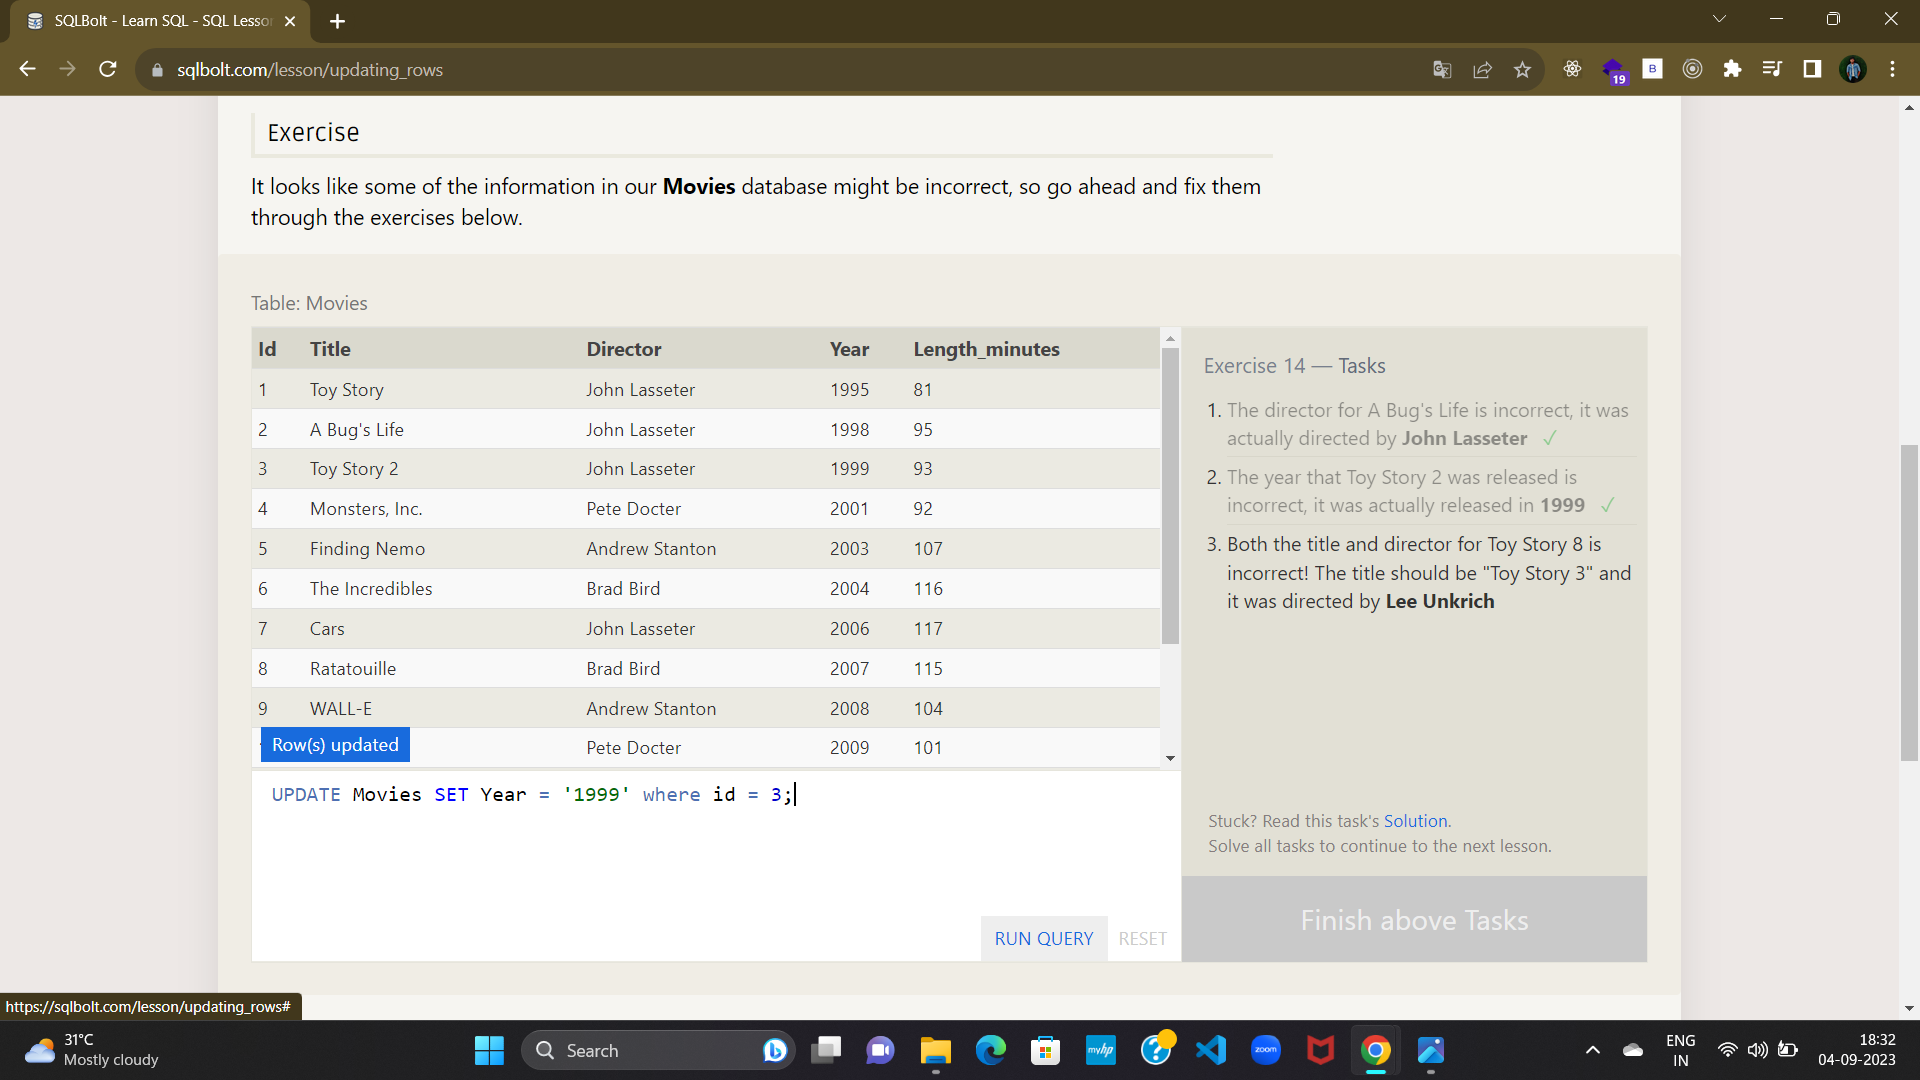 SQLBolt - Learn SQL - SQL Lesso
sqlbolt.com/lesson/updating_rows
19
B
Exercise
It looks like some of the information in our Movies database might be incorrect, so go ahead and fix them
through the exercises below.
Table: Movies
Id Title Director Year Length_minutes
1 Toy Story John Lasseter 1995 81
2 A Bug's Life John Lasseter 1998 95
3 Toy Story 2 John Lasseter 1999 93
4 Monsters, Inc. Pete Docter 2001 92
5 Finding Nemo Andrew Stanton 2003 107
6 The Incredibles Brad Bird 2004 116
7 Cars John Lasseter 2006 117
8 Ratatouille Brad Bird 2007 115
9 WALL-E Andrew Stanton 2008 104
Pete Docter 2009 101
Row(s) updated
UPDATE Movies SET Year = '1999' where id = 3;
RUN QUERY RESET
Exercise 14 — Tasks
1. The director for A Bug's Life is incorrect, it was
actually directed by John Lasseter ✓
2. The year that Toy Story 2 was released is
incorrect, it was actually released in 1999 ✓
3. Both the title and director for Toy Story 8 is
incorrect! The title should be "Toy Story 3" and
it was directed by Lee Unkrich
Stuck? Read this task's Solution.
Solve all tasks to continue to the next lesson.
Finish above Tasks
https://sqlbolt.com/lesson/updating_rows#
31°C
Mostly cloudy
Search
myhp
zoom
ENG
IN
18:32
04-09-2023